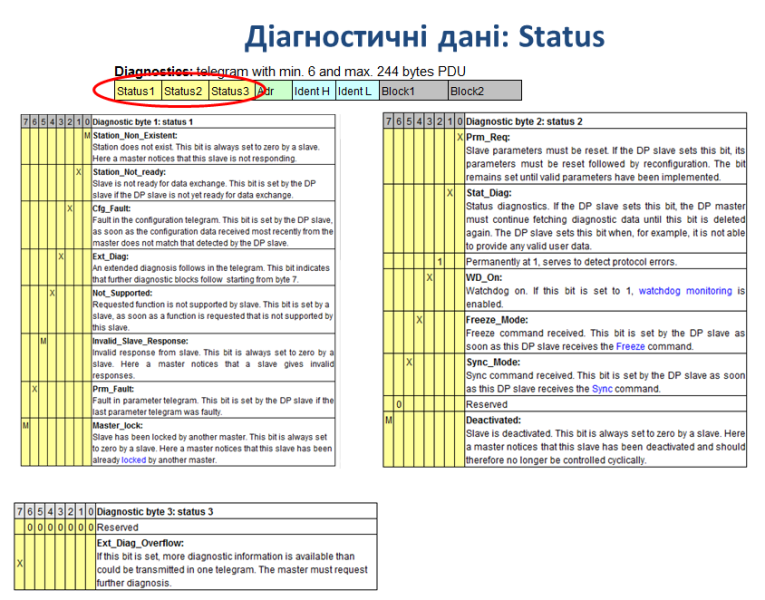 Діагностичні дані: Status
Diagnostics: telegram with min. 6 and max. 244 bytes PDU
Status1 Status2 Status3 Adr Ident H Ident L Block1 Block2
7 6 5 4 3 2 1 0 Diagnostic byte 1: status 1
M Station_Non_Existent:
Station does not exist. This bit is always set to zero by a slave.
Here a master notices that this slave is not responding.
X Station_Not_ready:
Slave is not ready for data exchange. This is set by the DP
slave if the DP slave is not yet ready for data exchange.
X Cfg_Fault:
Fault in the configuration telegram. This bit is set by the DP slave,
as soon as the configuration data received most recently from the
master does not match that detected by the DP slave.
X Ext_Diag:
An extended diagnosis follows in the telegram. This bit indicates
that further diagnostic blocks follow starting from byte 7.
X Not_Supported:
Requested function is not supported by slave. This bit is set by a
slave, as soon as a function is requested that is not supported by
this slave.
M Invalid_Slave_Response:
Invalid response from slave. This bit is always set to zero by a
slave. Here a master notices that a slave gives invalid
responses.
X Prm_Fault:
Fault in parameter telegram. This bit is set by the DP slave if the
last parameter telegram was faulty.
M Master_lock:
Slave has been locked by another master. This bit is always set
to zero by a slave. Here a master notices that this slave has been
already locked by another master.
7 6 5 4 3 2 1 0 Diagnostic byte 2: status 2
X Prm_Req:
Slave parameters must be reset. If the DP slave sets this bit, its
parameters must be reset followed by reconfiguration. The bit
remains set until valid parameters have been implemented.
X Stat_Diag:
Status diagnostics. If the DP slave sets this bit, the DP master
must continue fetching diagnostic data until this bit is deleted
again. The DP slave sets this bit when, for example, it is not able
to provide any valid user data.
1 Permanently at 1, serves to detect protocol errors.
X WD_On:
Watchdog on. If this bit is set to 1, watchdog monitoring is
enabled.
X Freeze_Mode:
Freeze command received. This bit is set by the DP slave as
soon as this DP slave receives the Freeze command.
X Sync_Mode:
Sync command received. This bit is set by the DP slave as soon
as this DP slave receives the Sync command.
0 Reserved
M Deactivated:
Slave is deactivated. This bit is always set to zero by a slave. Here
a master notices that this slave has been deactivated and should
therefore no longer be controlled cyclically.
7 6 5 4 3 2 1 0 Diagnostic byte 3: status 3
0 0 0 0 0 0 0 Reserved
Ext_Diag_Overflow:
X If this bit is set, more diagnostic information is available than
could be transmitted in one telegram. The master must request
further diagnosis.